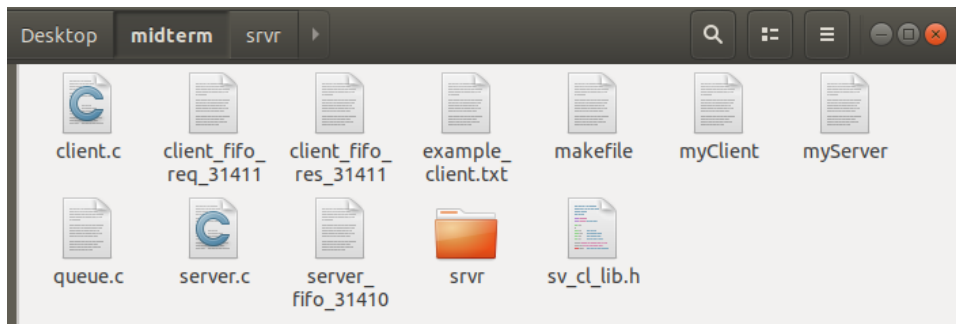 Desktop midterm srvr
client.c client_fifo_ client_fifo_ example_ makefile myClient myServer
req_31411 res_31411 client.txt
queue.c server.c server_ srvr sv_cl_lib.h
fifo_31410